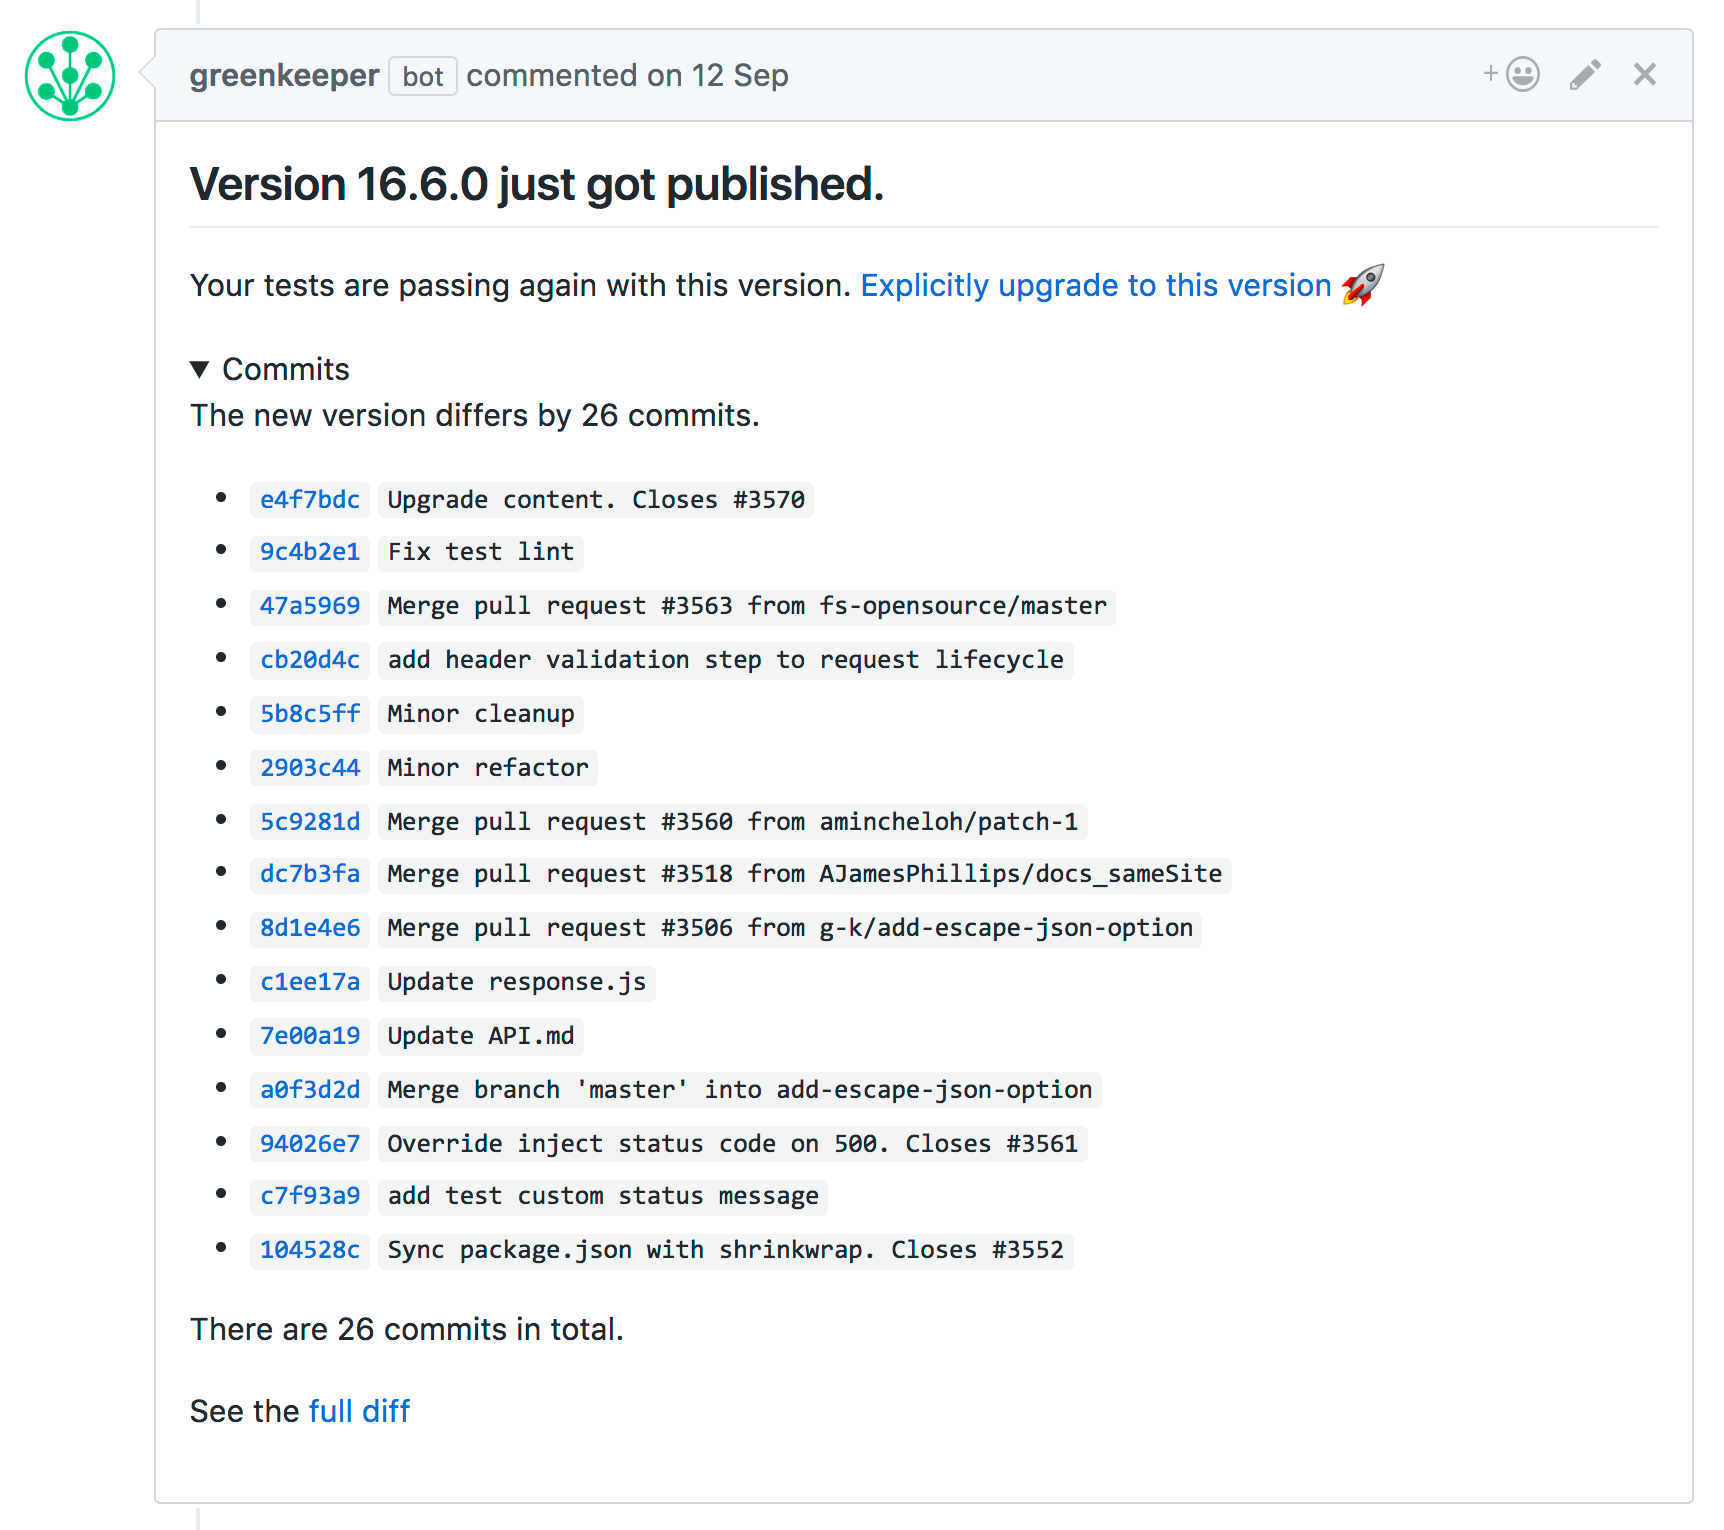 greenkeeper bot commented on 12 Sep
Version 16.6.0 just got published.
Your tests are passing again with this version. Explicitly upgrade to this version 🚀
▼ Commits
The new version differs by 26 commits.
• e4f7bdc Upgrade content. Closes #3570
• 9c4b2e1 Fix test lint
• 47a5969 Merge pull request #3563 from fs-opensource/master
• cb20d4c add header validation step to request lifecycle
• 5b8c5ff Minor cleanup
• 2903c44 Minor refactor
• 5c9281d Merge pull request #3560 from amincheloh/patch-1
• dc7b3fa Merge pull request #3518 from AJamesPhillips/docs_sameSite
• 8d1e4e6 Merge pull request #3506 from g-k/add-escape-json-option
• c1ee17a Update response.js
• 7e00a19 Update API.md
• a0f3d2d Merge branch 'master' into add-escape-json-option
• 94026e7 Override inject status code on 500. Closes #3561
• c7f93a9 add test custom status message
• 104528c Sync package.json with shrinkwrap. Closes #3552
There are 26 commits in total.
See the full diff